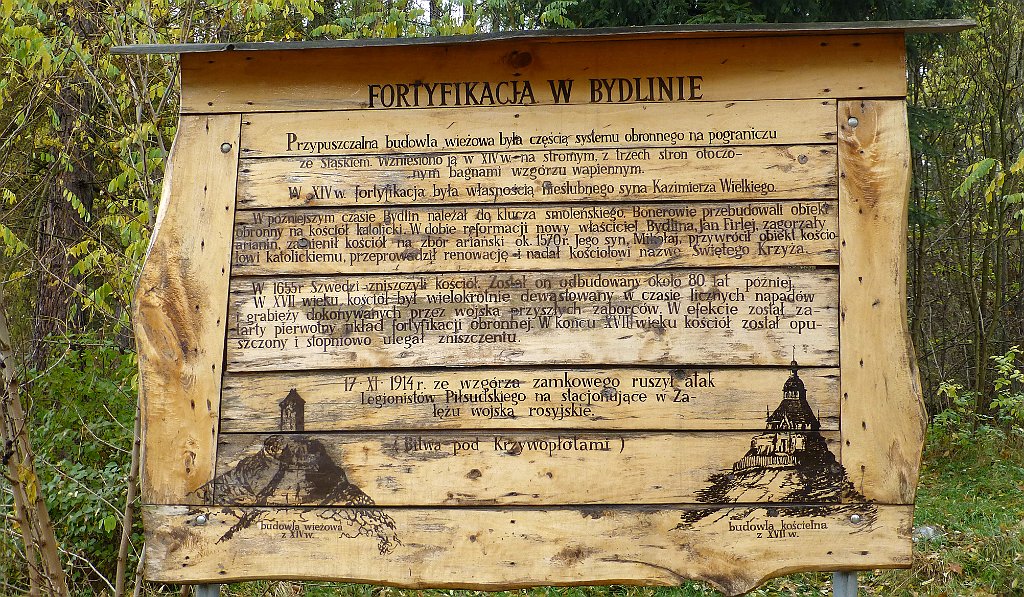 FORTYFIKACJA W BYDLINIE
Przypuszczalna budowla wieżowa była częścią systemu obronnego na pograniczu
ze Śląskiem. Wzniesiono ją w XIV w. na stromym, z trzech stron otoczo-
nym bagnami wzgórzu wapiennym.
W XIV w. fortyfikacja była własnością nieślubnego syna Kazimierza Wielkiego.
W późniejszym czasie Bydlin należał do klucza smoleńskiego. Bonerowie przebudowali obiekt
obronny na kościół katolicki. W dobie reformacji nowy właściciel Bydlina, Jan Firlej, zagorzały
arianin, zamienił kościół na zbór ariański ok. 1570 r. Jego syn, Mikołaj, przywrócił obiekt kościo
łowi katolickiemu, przeprowadził renowację i nadał kościołowi nazwę Świętego Krzyża.
W 1655 r Szwedzi zniszczyli kościół. Został on odbudowany około 80 lat później.
W XVII wieku kościół był wielokrotnie dewastowany w czasie licznych napadów
i grabieży dokonywanych przez wojska przyszłych zaborców. W efekcie został za-
tarty pierwotny układ fortyfikacji obronnej. W końcu XVIII wieku kościół został opu-
szczony i stopniowo ulegał zniszczeniu.
17 XI 1914 r. ze wzgórza zamkowego ruszył atak
Legionistów Piłsudskiego na stacjonujące w Za-
łężu wojska rosyjskie.
(Bitwa pod Krzywopłotami)
budowla wieżowa
z XIV w.
budowla kościelna
z XVII w.